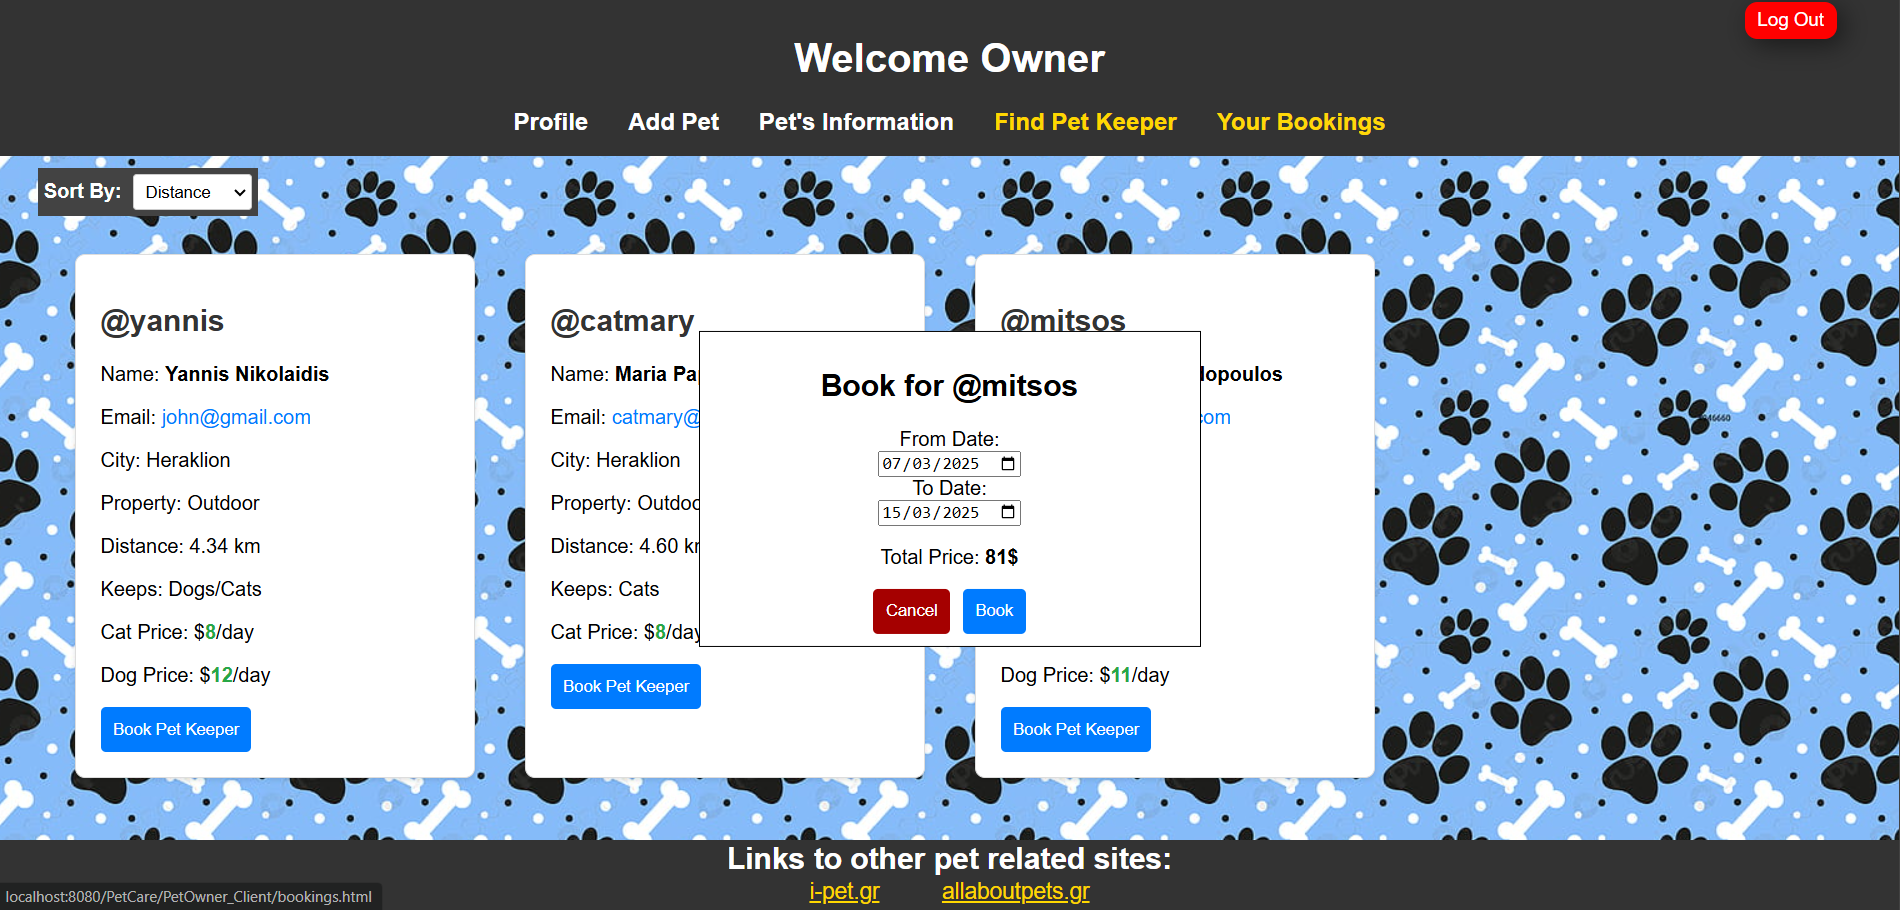 Log Out
Welcome Owner
Profile Add Pet Pet's Information Find Pet Keeper Your Bookings
Sort By: Distance
@yannis
Name: Yannis Nikolaidis
Email: john@gmail.com
City: Heraklion
Property: Outdoor
Distance: 4.34 km
Keeps: Dogs/Cats
Cat Price: $8/day
Dog Price: $12/day
Book Pet Keeper
@catmary
Name: Maria
Email: catmary@
City: Heraklion
Property:
Distance: 4.60
Keeps: Cats
Cat Price: $8/day
Book Pet Keeper
@mitsos
Dog Price: $11/day
Book Pet Keeper
Book for @mitsos
From Date:
07/03/2025
To Date:
15/03/2025
Total Price: 81$
Cancel Book
Links to other pet related sites:
i-pet.gr allaboutpets.gr
localhost:8080/PetCare/PetOwner_Client/bookings.html